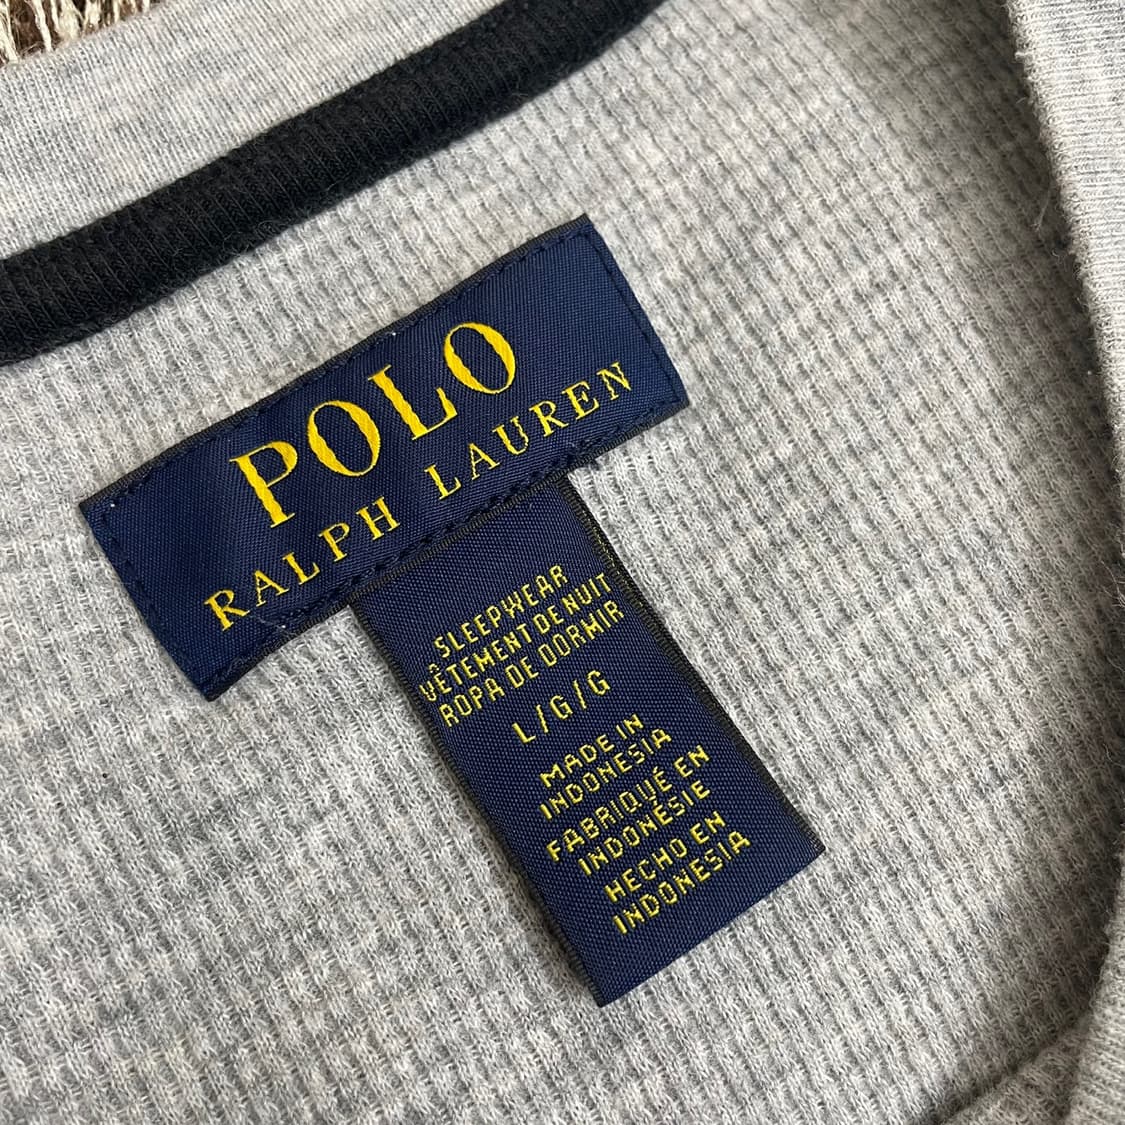 POLO
RALPH LAUREN
SLEEPWEAR
VÊTEMENT DE NUIT
ROPA DE DORMIR
L/G/G
MADE IN
INDONESIA
FABRIQUÉ EN
INDONÉSIE
HECHO EN
INDONESIA